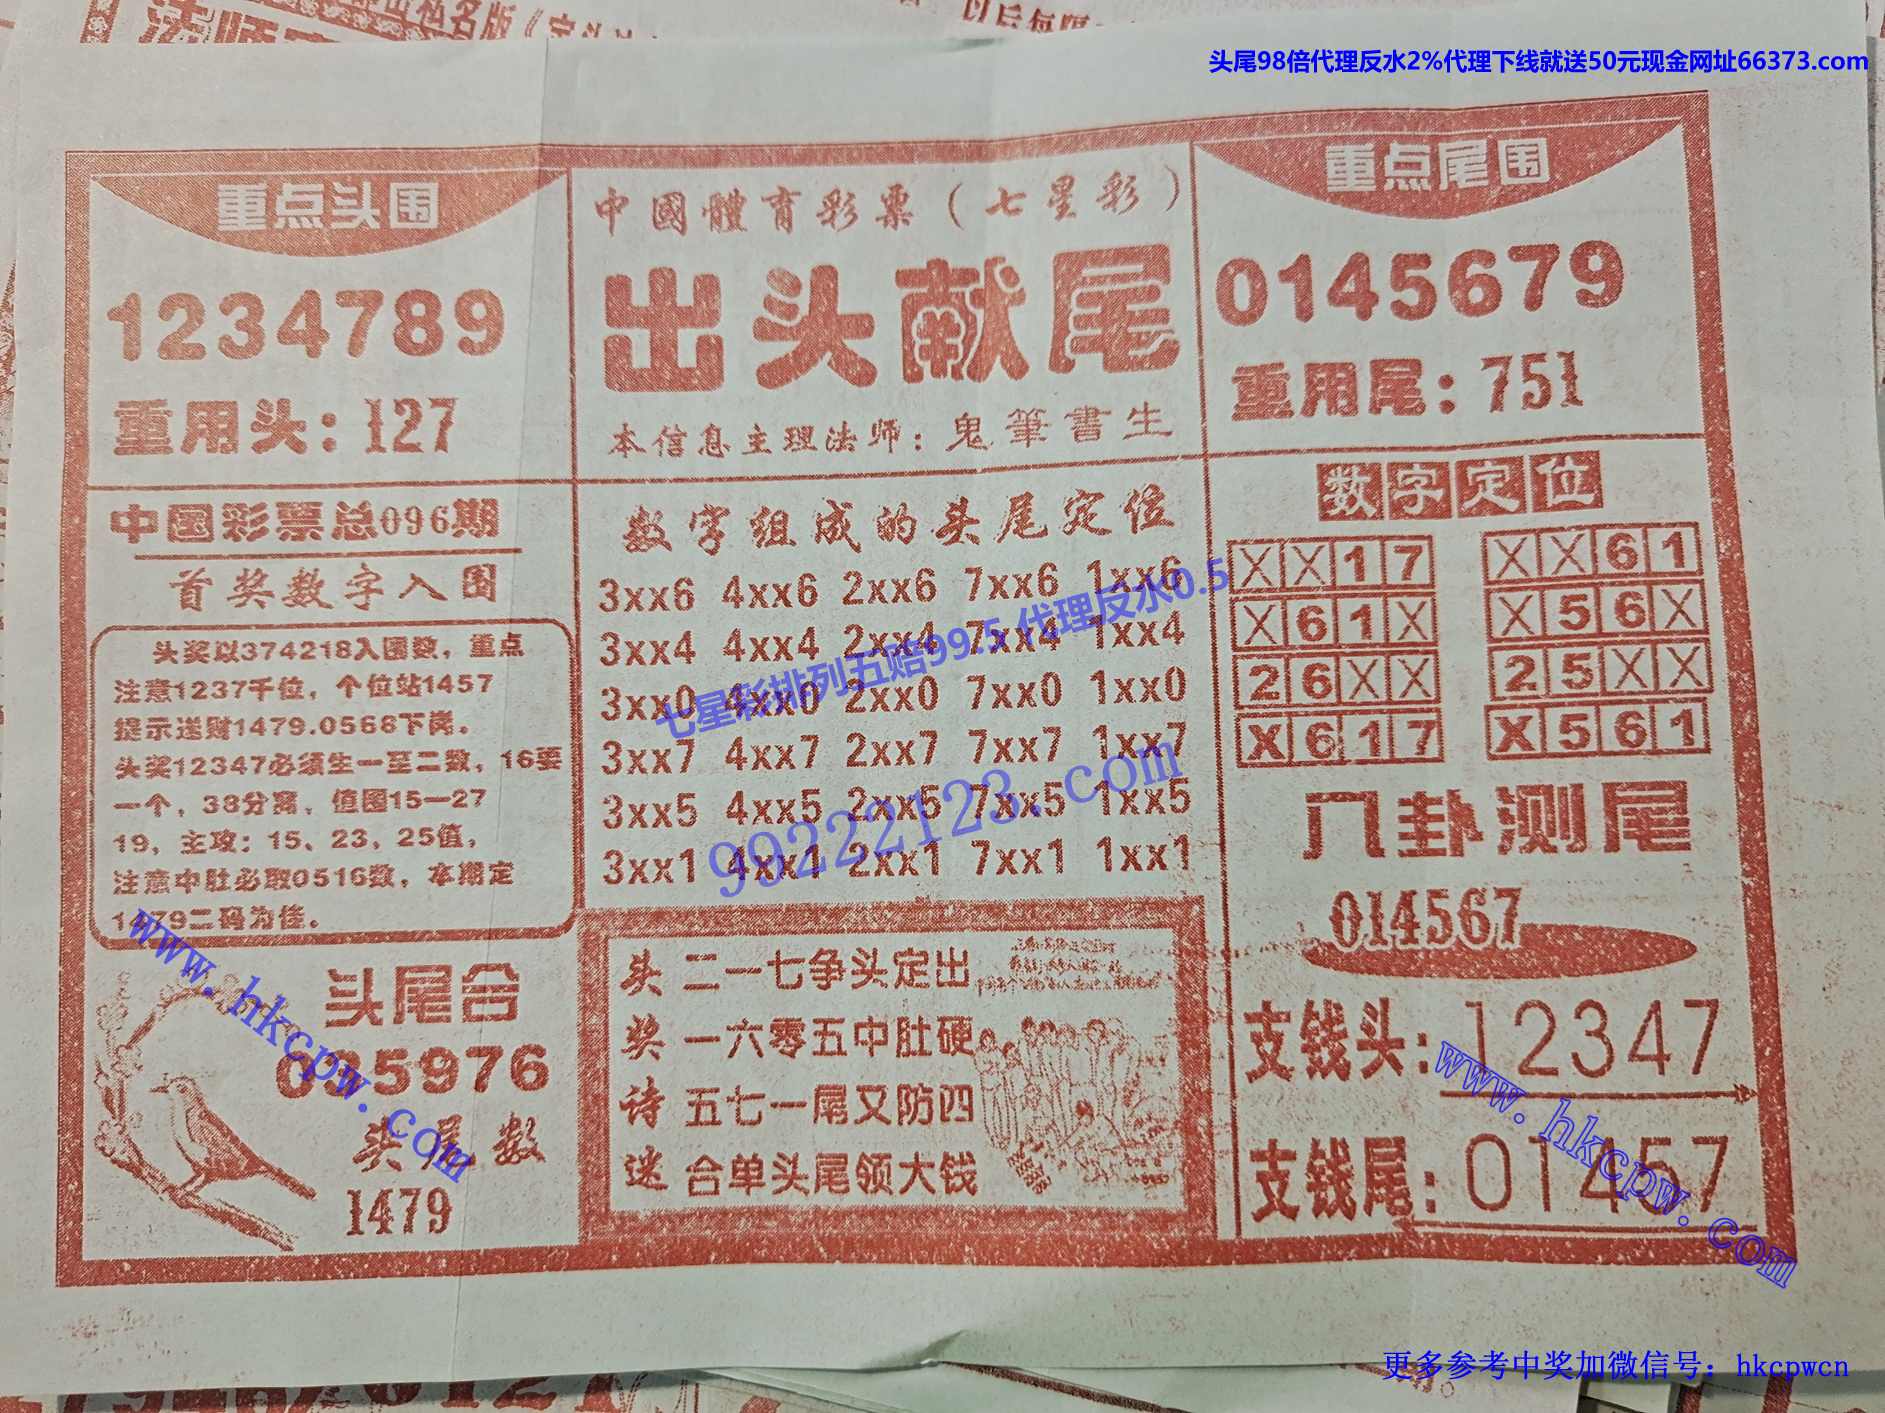 头尾98倍代理反水2%代理下线就送50元现金网址66373.com
重点头围
1234789
重用头：127
中國體育彩票（七星彩）
出头献尾
本信息主理法师：鬼筆書生
重点尾围
0145679
重用尾：751
中国彩票总096期
首奖数字入围
头奖以374218入围数，重点
注意1237千位，个位站1457
提示送财1479.0568下岗。
头奖12347必须生一至二数，16要
一个，38分离，值图15—27
19，主攻：15、23、25值，
注意中肚必取0516数，本期定
1479二码为佳。
数字组成的头尾定位
3xx6 4xx6 2xx6 7xx6 1xx6
3xx4 4xx4 2xx4 7xx4 1xx4
3xx0 4xx0 2xx0 7xx0 1xx0
3xx7 4xx7 2xx7 7xx7 1xx7
3xx5 4xx5 2xx5 7xx5 1xx5
3xx1 4xx1 2xx1 7xx1 1xx1
七星彩排列五赔99.5 代理反水0.5
99222123.com
数字定位
XX17 XX61
X61X X56X
26XX 25XX
X617 X561
八卦测尾
014567
支钱头：12347
支钱尾：01457
头尾合
035976
头尾数
1479
头奖诗迷
二一七争头定出
一六零五中肚硬
五七一尾又防四
合单头尾领大钱
www.hkcpw.com
www.hkcpw.com
更多参考中奖加微信号：hkcpwcn